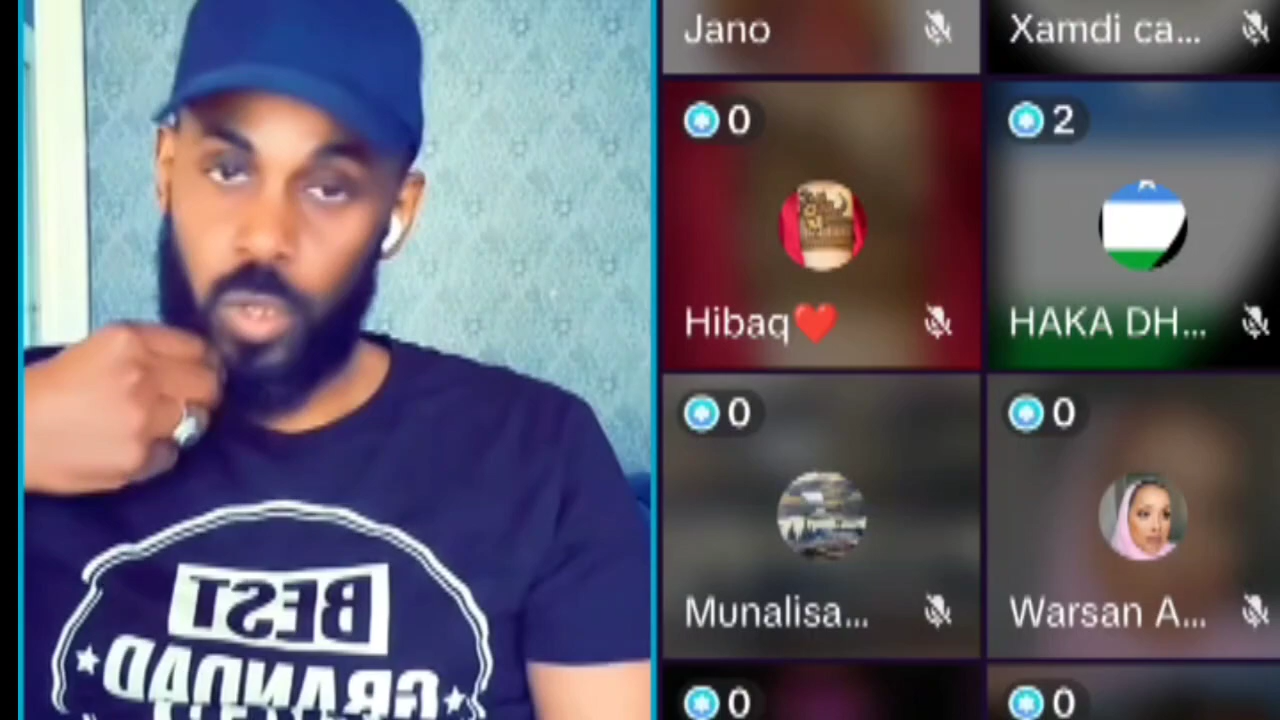 Jano
Xamdi ca...
0
2
Hibaq❤️
HAKA DH...
0
0
Munalisa...
Warsan A...
0
0
BEST
GRANDAD